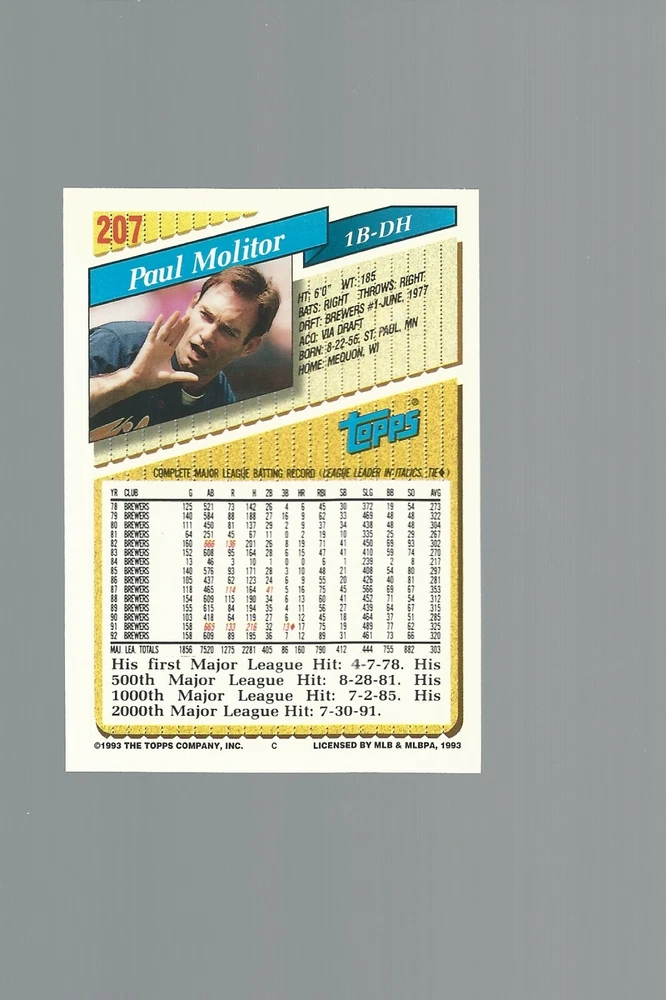 207
Paul Molitor
1B-DH
HT: 6'0" WT: 185
BATS: RIGHT THROWS: RIGHT
DRFT: BREWERS #1-JUNE, 1977
ACQ: VIA DRAFT
BORN: 8-22-56, ST. PAUL, MN
HOME: MEQUON, WI
topps®
COMPLETE MAJOR LEAGUE BATTING RECORD (LEAGUE LEADER IN ITALICS, TIE◆)
YR CLUB G AB R H 2B 3B HR RBI SB SLG BB SO AVG
78 BREWERS 125 521 73 142 26 4 6 45 30 372 19 54 273
79 BREWERS 140 584 88 188 27 16 9 62 33 469 48 48 322
80 BREWERS 111 450 81 137 29 2 9 37 34 438 48 48 304
81 BREWERS 64 251 45 67 11 0 2 19 10 335 25 29 267
82 BREWERS 160 666 136 201 26 8 19 71 41 450 69 93 302
83 BREWERS 152 608 95 164 28 6 15 47 41 410 59 74 270
84 BREWERS 13 46 3 10 1 0 0 6 1 239 2 8 217
85 BREWERS 140 576 93 171 28 3 10 48 21 408 54 80 297
86 BREWERS 105 437 62 123 24 6 9 55 20 426 40 81 281
87 BREWERS 118 465 114 164 41 5 16 75 45 566 69 67 353
88 BREWERS 154 609 115 190 34 6 13 60 41 452 71 54 312
89 BREWERS 155 615 84 194 35 4 11 56 27 439 64 67 315
90 BREWERS 103 418 64 119 27 6 12 45 18 464 37 51 285
91 BREWERS 158 665 133 216 32 13◆ 17 75 19 489 77 62 325
92 BREWERS 158 609 89 195 36 7 12 89 31 461 73 66 320
MAJ. LEA. TOTALS 1856 7520 1275 2281 405 86 160 790 412 444 755 882 303
His first Major League Hit: 4-7-78. His
500th Major League Hit: 8-28-81. His
1000th Major League Hit: 7-2-85. His
2000th Major League Hit: 7-30-91.
©1993 THE TOPPS COMPANY, INC. C LICENSED BY MLB & MLBPA, 1993